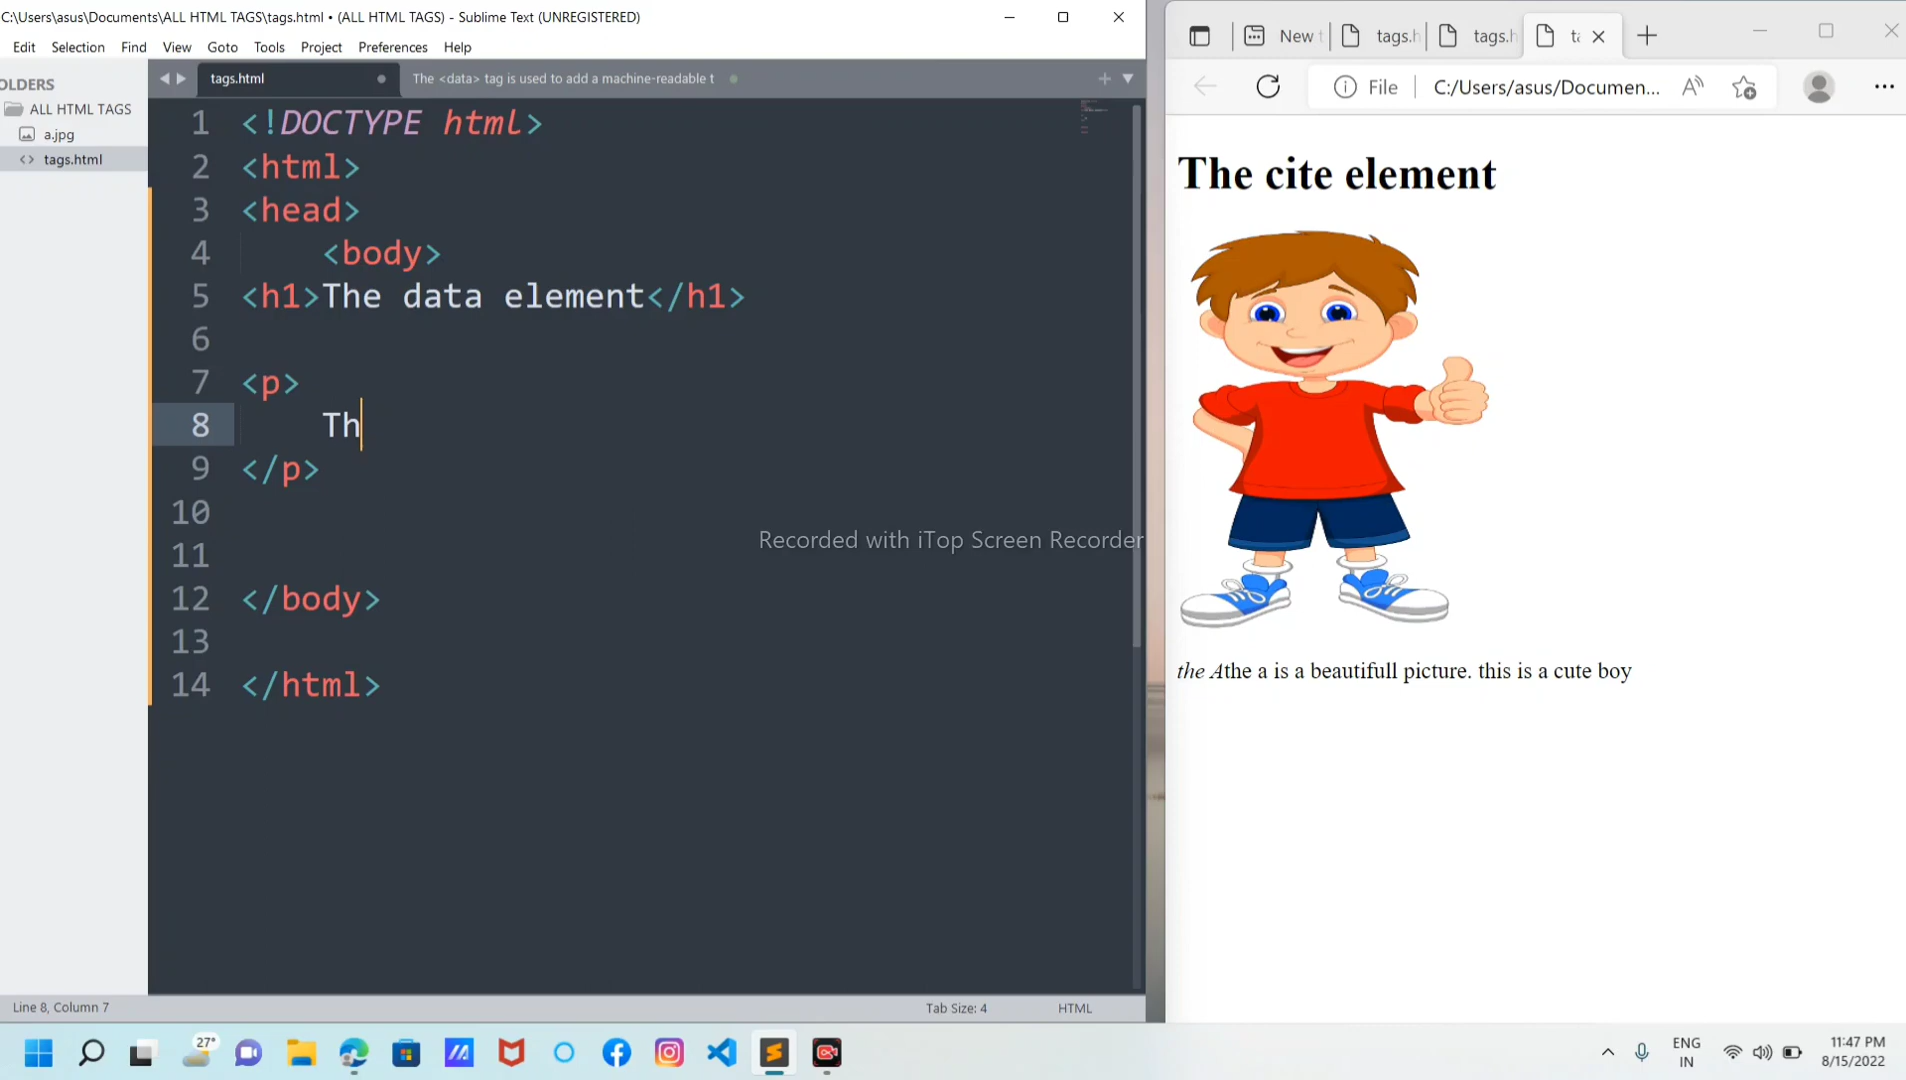 C:\Users\asus\Documents\ALL HTML TAGS\tags.html • (ALL HTML TAGS) - Sublime Text (UNREGISTERED)
Edit Selection Find View Goto Tools Project Preferences Help
OLDERS
ALL HTML TAGS
a.jpg
tags.html
tags.html
The <data> tag is used to add a machine-readable t
1 <!DOCTYPE html>
2 <html>
3 <head>
4 <body>
5 <h1>The data element</h1>
6
7 <p>
8 Th
9 </p>
10
11
12 </body>
13
14 </html>
Recorded with iTop Screen Recorder
Line 8, Column 7
Tab Size: 4
HTML
New t
tags.h
tags.h
ta
File
C:/Users/asus/Documen...
The cite element
the Athe a is a beautifull picture. this is a cute boy
27°
ENG
IN
11:47 PM
8/15/2022